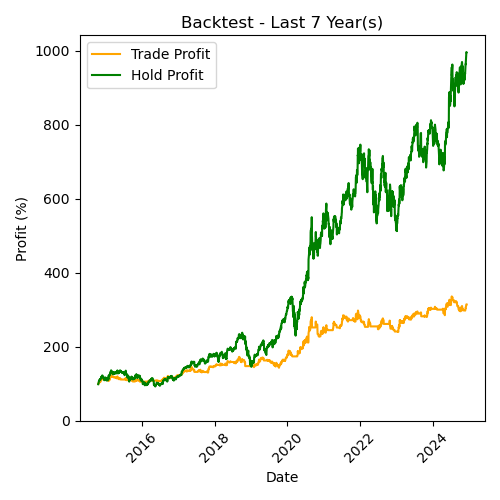 Backtest - Last 7 Year(s)
Trade Profit
Hold Profit
1000
800
600
400
200
0
Profit (%)
2016
2018
2020
2022
2024
Date